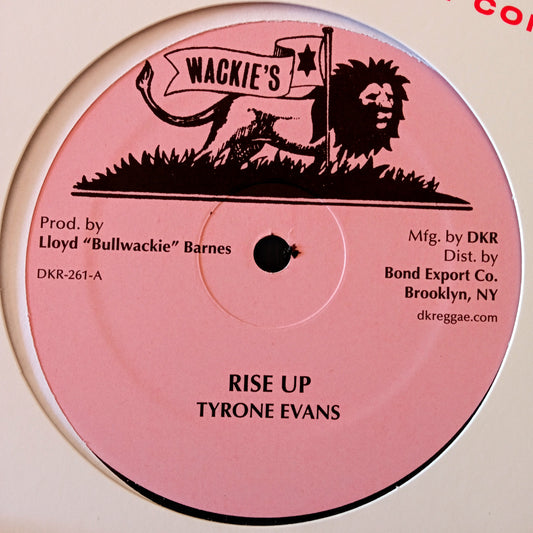 WACKIE'S
Prod. by
Lloyd "Bullwackie" Barnes
DKR-261-A
Mfg. by DKR
Dist. by
Bond Export Co.
Brooklyn, NY
dkreggae.com
RISE UP
TYRONE EVANS